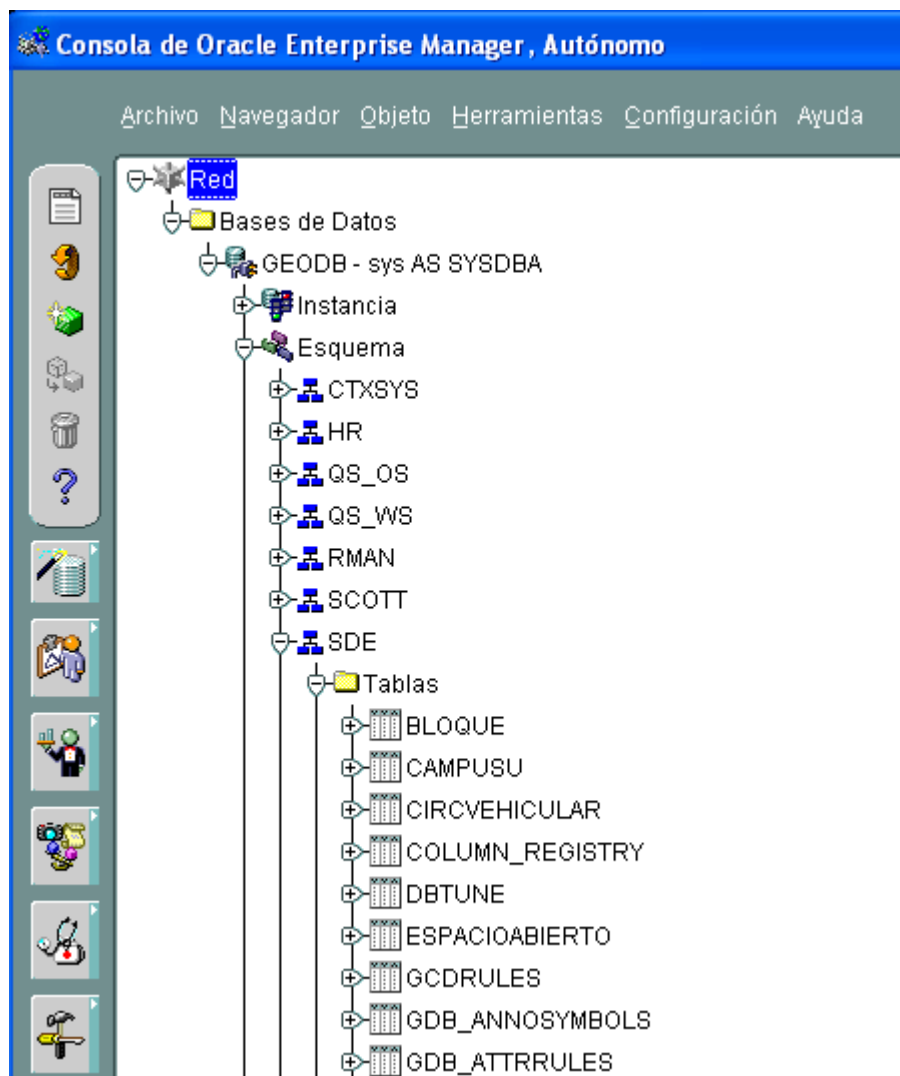 Consola de Oracle Enterprise Manager, Autónomo
Archivo Navegador Objeto Herramientas Configuración Ayuda
Red
Bases de Datos
GEODB - sys AS SYSDBA
Instancia
Esquema
CTXSYS
HR
QS_OS
QS_WS
RMAN
SCOTT
SDE
Tablas
BLOQUE
CAMPUSU
CIRCVEHICULAR
COLUMN_REGISTRY
DBTUNE
ESPACIOABIERTO
GCDRULES
GDB_ANNOSYMBOLS
GDB_ATTRRULES